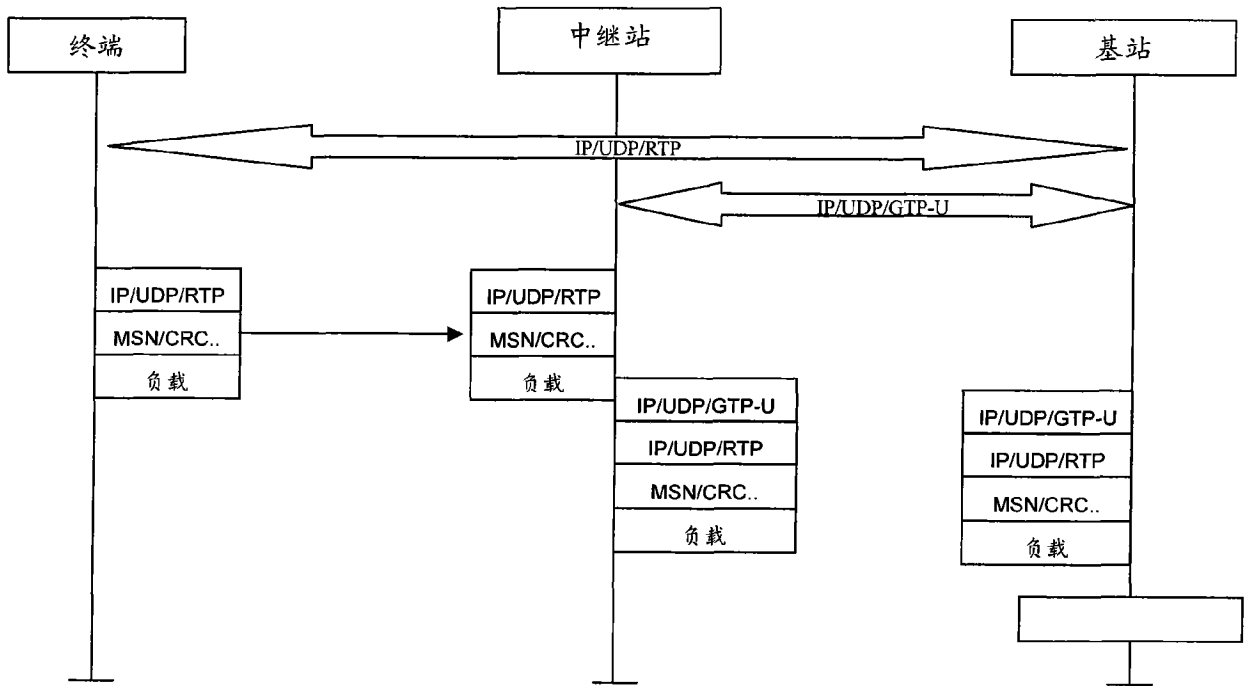 终端
中继站
基站
IP/UDP/RTP
IP/UDP/GTP-U
IP/UDP/RTP
MSN/CRC..
负载
IP/UDP/RTP
MSN/CRC..
负载
IP/UDP/GTP-U
IP/UDP/RTP
MSN/CRC..
负载
IP/UDP/GTP-U
IP/UDP/RTP
MSN/CRC..
负载